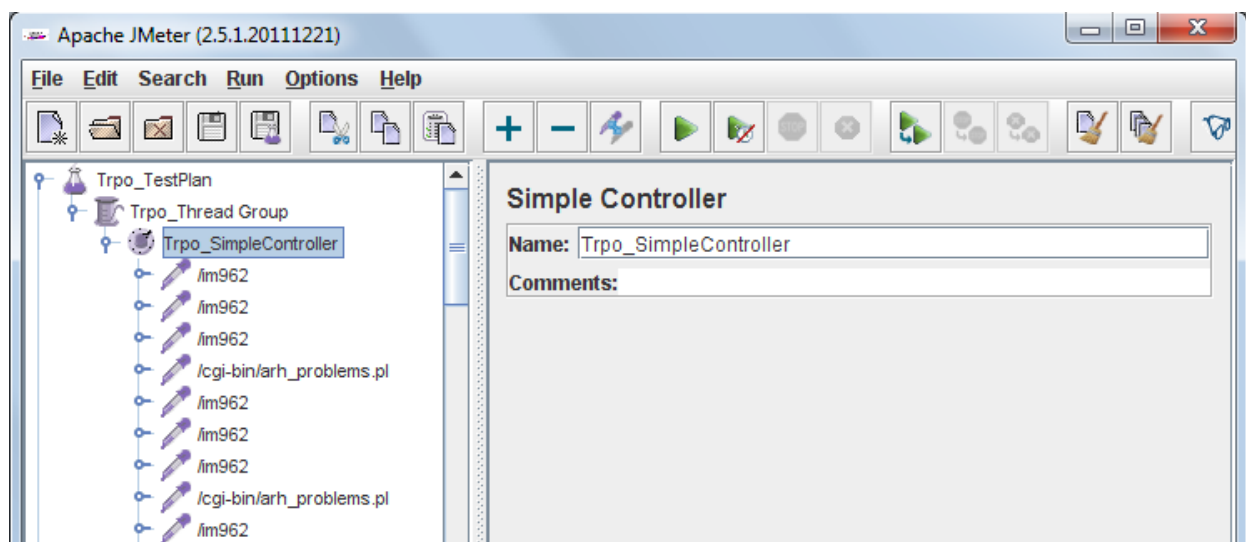 Apache JMeter (2.5.1.20111221)
File Edit Search Run Options Help
STOP
Trpo_TestPlan
Trpo_Thread Group
Trpo_SimpleController
/im962
/im962
/im962
/cgi-bin/arh_problems.pl
/im962
/im962
/im962
/cgi-bin/arh_problems.pl
/im962
Simple Controller
Name: Trpo_SimpleController
Comments: